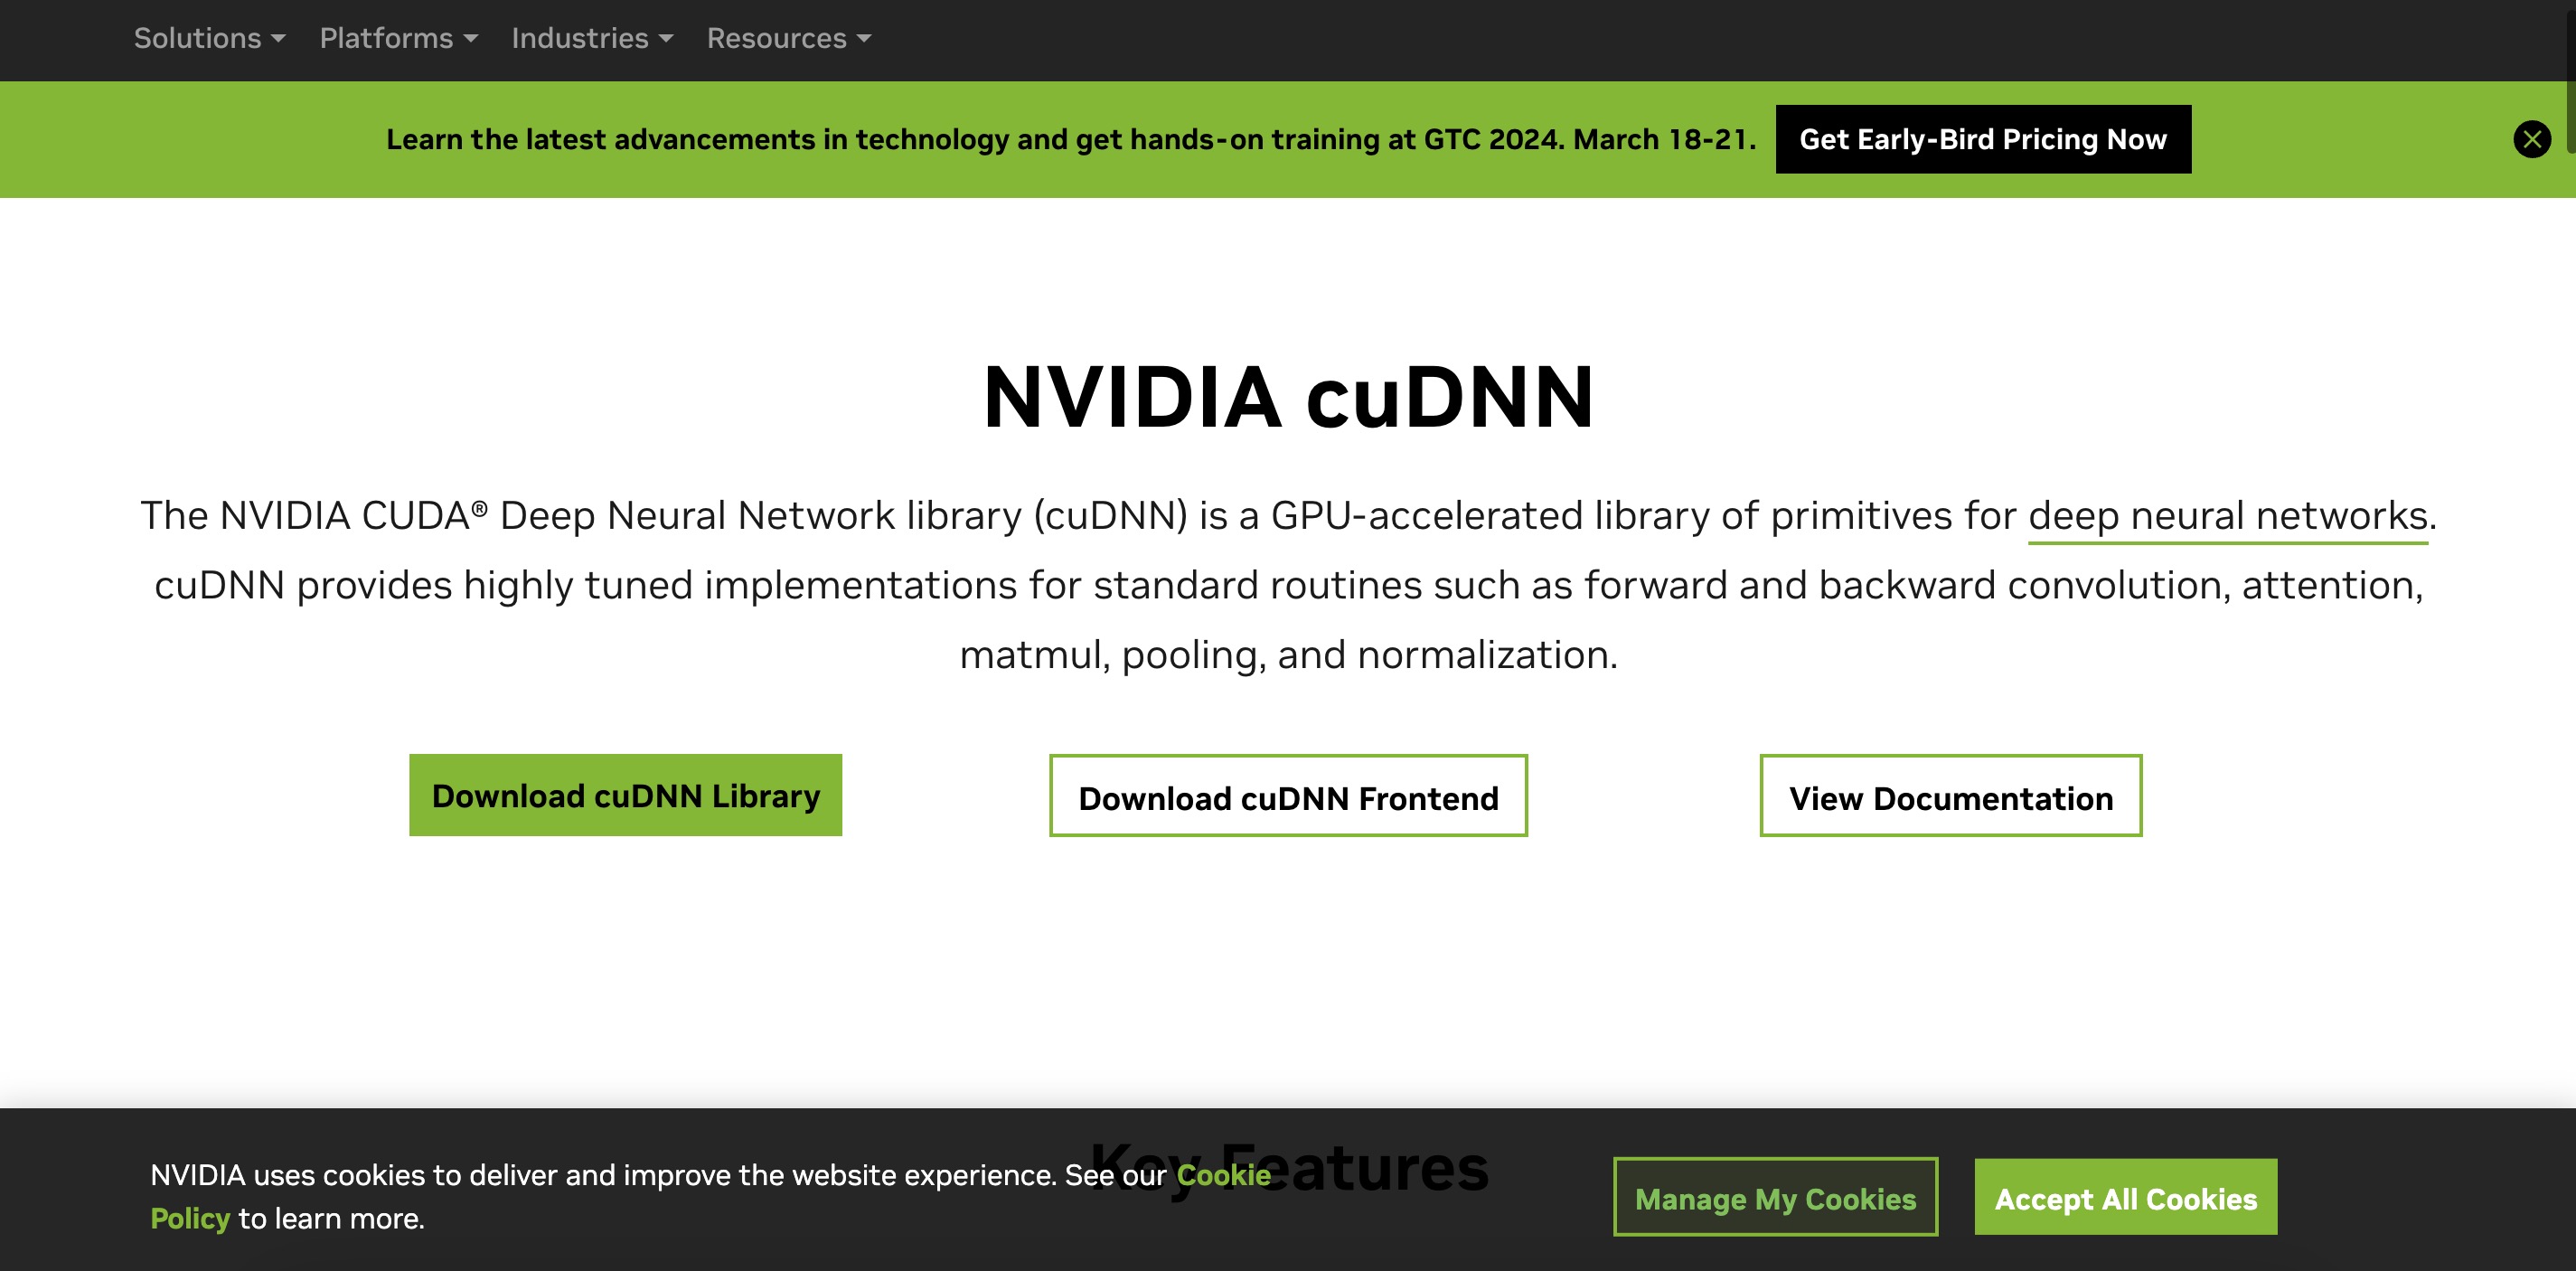 Solutions Platforms Industries Resources
Learn the latest advancements in technology and get hands-on training at GTC 2024. March 18-21. Get Early-Bird Pricing Now
NVIDIA cuDNN
The NVIDIA CUDA® Deep Neural Network library (cuDNN) is a GPU-accelerated library of primitives for deep neural networks.
cuDNN provides highly tuned implementations for standard routines such as forward and backward convolution, attention,
matmul, pooling, and normalization.
Download cuDNN Library Download cuDNN Frontend View Documentation
Key Features
NVIDIA uses cookies to deliver and improve the website experience. See our Cookie
Policy to learn more.
Manage My Cookies Accept All Cookies